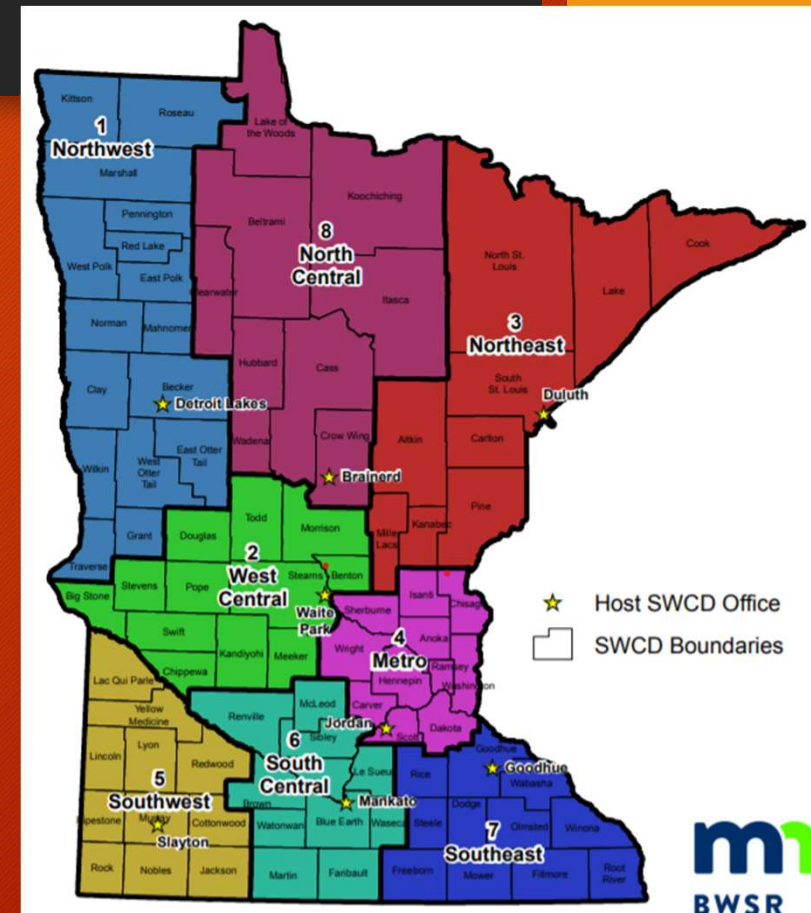 Kittson
Roseau
1
Northwest
Lake of
the Woods
Marshall
Koochiching
Pennington
Beltrami
8
North
Central
Red Lake
West Polk
East Polk
Clearwater
Itasca
North St.
Louis
Lake
Cook
3
Northeast
Norman
Mahnomen
Hubbard
Cass
South
St. Louis
Clay
Becker
Detroit Lakes
Duluth
Wadena
Crow Wing
Aitkin
Carlton
Wilkin
West
Otter
Tail
East Otter
Tail
Brainerd
Pine
Grant
Douglas
Todd
Morrison
Mille
Lacs
Kanabec
Traverse
2
West
Central
Big Stone
Stevens
Pope
Stearns
Benton
Waite
Park
Isanti
Chisag
Sherburne
Host SWCD Office
Swift
Kandiyohi
Meeker
Wright
4
Metro
Anoka
Ramsey
Hennepin
Washington
SWCD Boundaries
Chippewa
Lac Qui Parle
Carver
Yellow
Medicine
Renville
McLeod
Jordan
Scott
Dakota
Sibley
6
South
Central
Lincoln
Lyon
Redwood
Le Sueur
Rice
Goodhue
Goodhue
Wabasha
5
Southwest
Brown
Mankato
Dodge
Pipestone
Murray
Slayton
Cottonwood
Watonwan
Blue Earth
Waseca
Steele
Olmsted
Winona
7
Southeast
Rock
Nobles
Jackson
Martin
Faribault
Freeborn
Mower
Fillmore
Root
River
m
BWSR